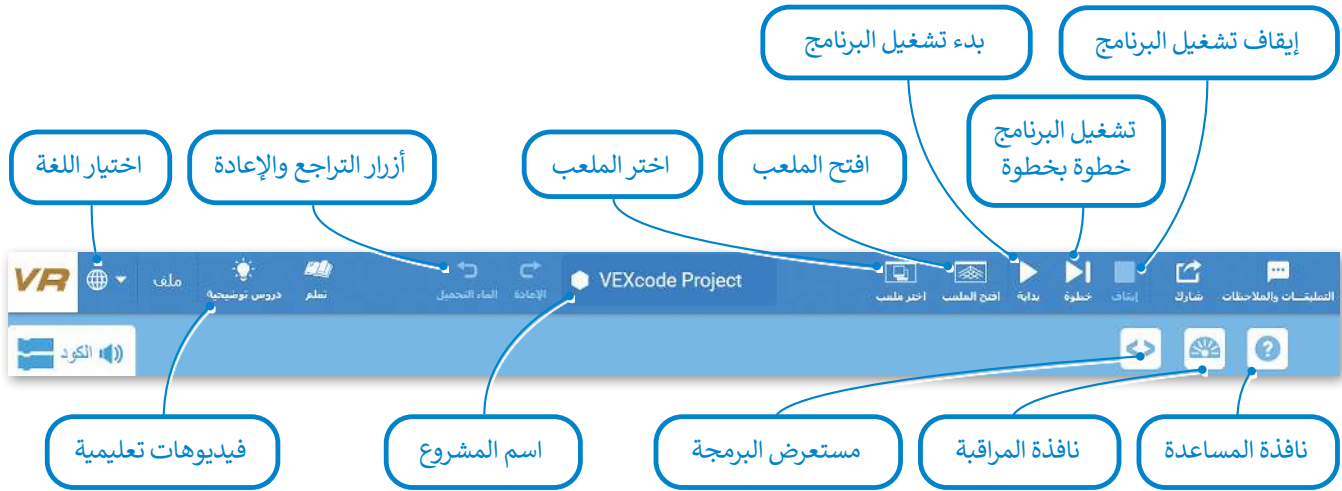 إيقاف تشغيل البرنامج
بدء تشغيل البرنامج
تشغيل البرنامج
خطوة بخطوة
افتح الملعب
اختر الملعب
أزرار التراجع والإعادة
اختيار اللغة
VR
ملف
دروس توضيحية
تعلم
الغاء التحميل
الإعادة
VEXcode Project
اختر ملعب
افتح الملعب
بداية
خطوة
إيقاف
شارك
التعليقـــات والملاحظات
الكود
نافذة المساعدة
نافذة المراقبة
مستعرض البرمجة
اسم المشروع
فيديوهات تعليمية